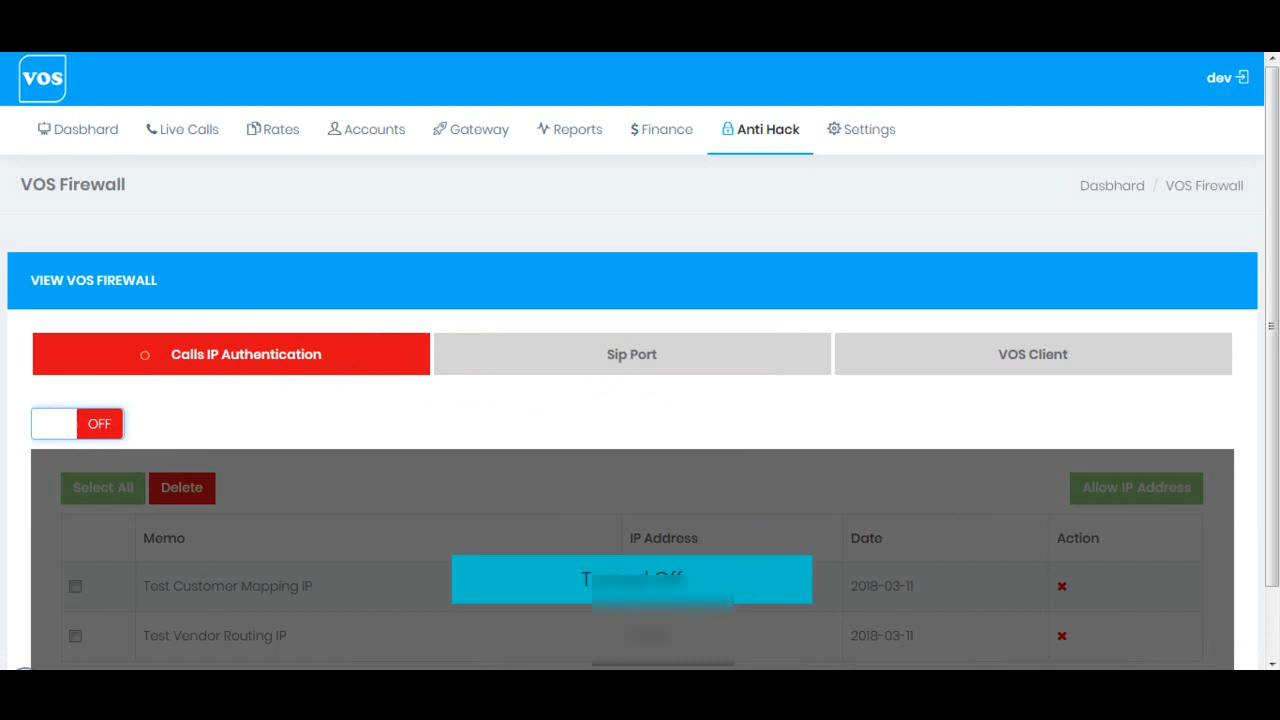 VOS
dev
Dasbhard Live Calls Rates Accounts Gateway Reports $ Finance Anti Hack Settings
VOS Firewall
Dasbhard / VOS Firewall
VIEW VOS FIREWALL
Calls IP Authentication Sip Port VOS Client
OFF
Select All Delete Allow IP Address
Memo IP Address Date Action
Test Customer Mapping IP 2018-03-11
Test Vendor Routing IP 2018-03-11